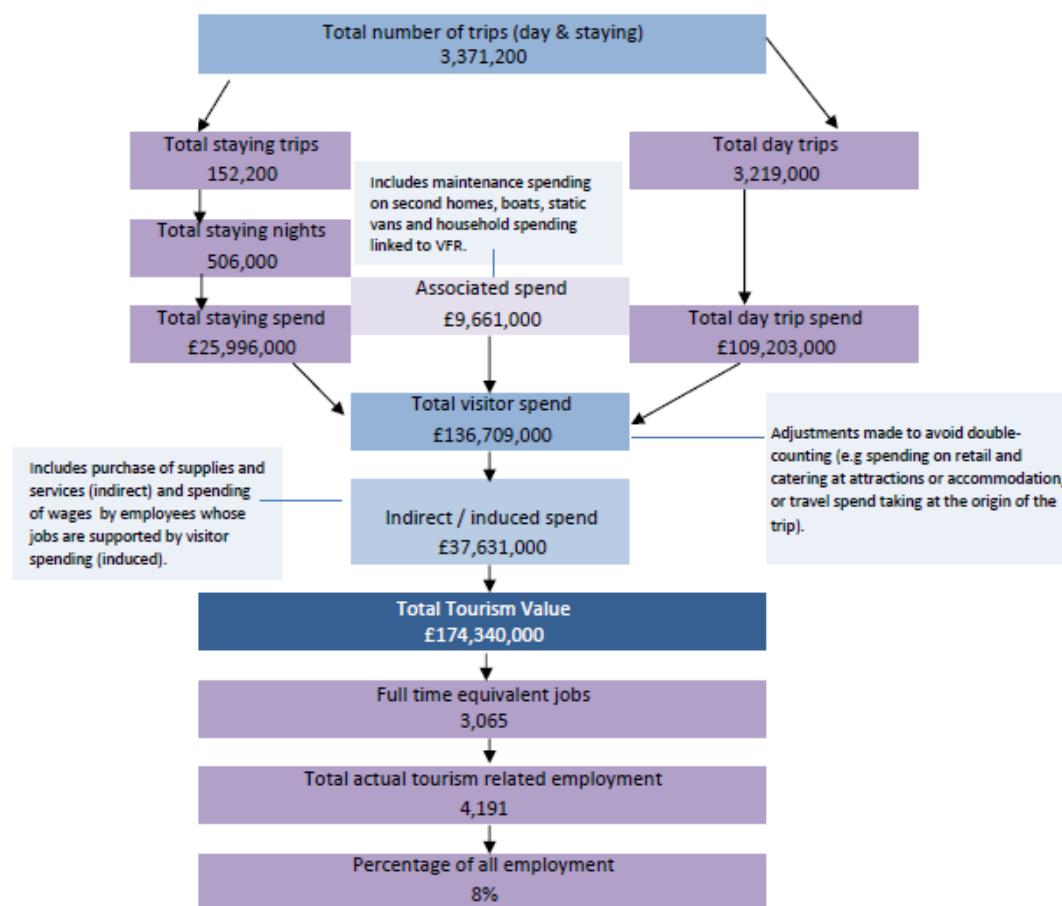 Total number of trips (day & staying)
3,371,200
Total staying trips
152,200
Total day trips
3,219,000
Includes maintenance spending
on second homes, boats, static
vans and household spending
linked to VFR.
Total staying nights
506,000
Associated spend
£9,661,000
Total staying spend
£25,996,000
Total day trip spend
£109,203,000
Total visitor spend
£136,709,000
Adjustments made to avoid double-
counting (e.g spending on retail and
catering at attractions or accommodation,
or travel spend taking at the origin of the
trip).
Includes purchase of supplies and
services (indirect) and spending
of wages by employees whose
jobs are supported by visitor
spending (induced).
Indirect / induced spend
£37,631,000
Total Tourism Value
£174,340,000
Full time equivalent jobs
3,065
Total actual tourism related employment
4,191
Percentage of all employment
8%